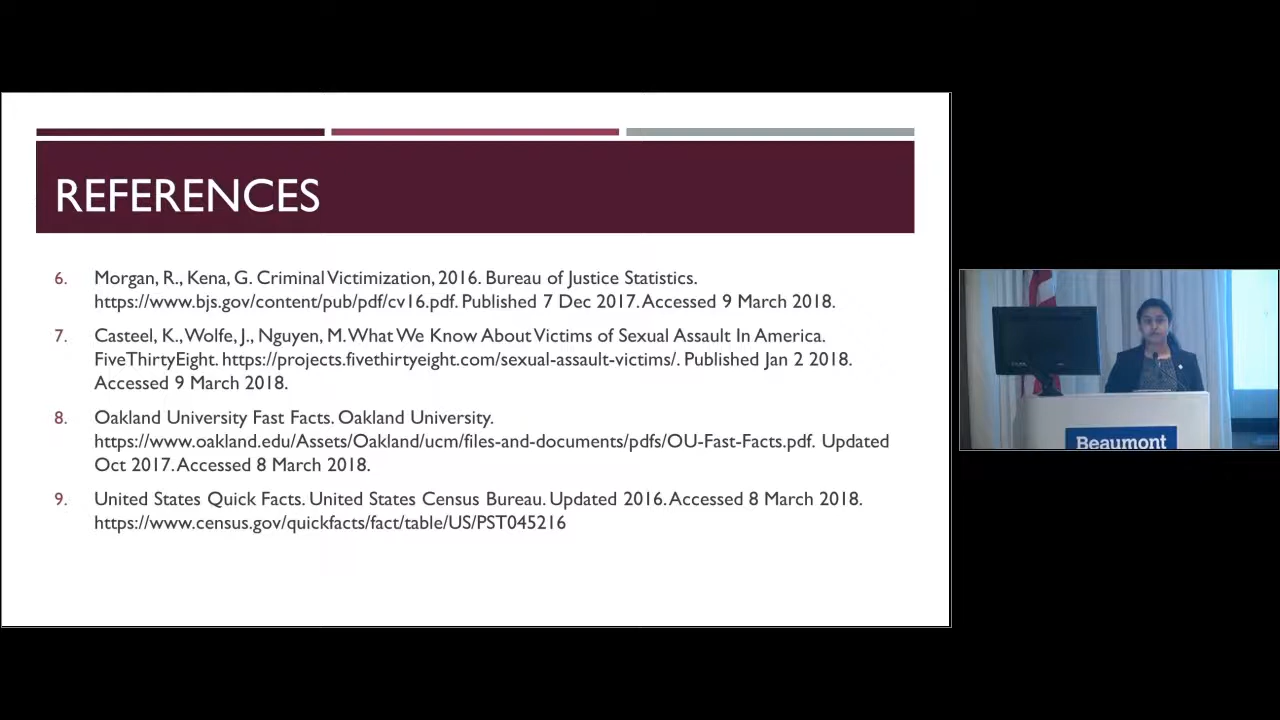 REFERENCES
6. Morgan, R., Kena, G. Criminal Victimization, 2016. Bureau of Justice Statistics.
https://www.bjs.gov/content/pub/pdf/cv16.pdf. Published 7 Dec 2017. Accessed 9 March 2018.
7. Casteel, K., Wolfe, J., Nguyen, M. What We Know About Victims of Sexual Assault In America.
FiveThirtyEight. https://projects.fivethirtyeight.com/sexual-assault-victims/. Published Jan 2 2018.
Accessed 9 March 2018.
8. Oakland University Fast Facts. Oakland University.
https://www.oakland.edu/Assets/Oakland/ucm/files-and-documents/pdfs/OU-Fast-Facts.pdf. Updated
Oct 2017. Accessed 8 March 2018.
9. United States Quick Facts. United States Census Bureau. Updated 2016. Accessed 8 March 2018.
https://www.census.gov/quickfacts/fact/table/US/PST045216
Beaumont